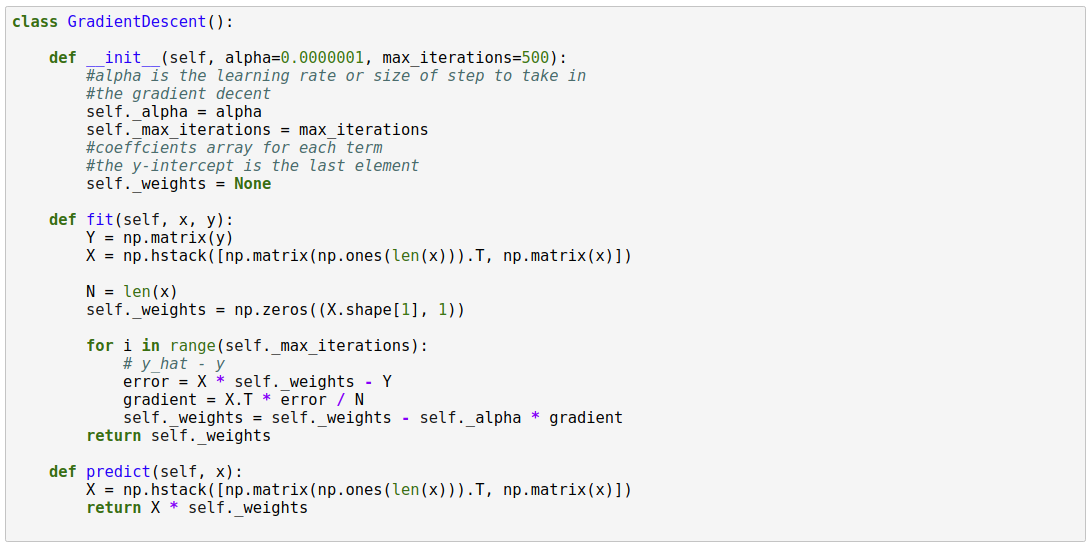 class GradientDescent():
def __init__(self, alpha=0.0000001, max_iterations=500):
#alpha is the learning rate or size of step to take in
#the gradient decent
self._alpha = alpha
self._max_iterations = max_iterations
#coeffcients array for each term
#the y-intercept is the last element
self._weights = None
def fit(self, x, y):
Y = np.matrix(y)
X = np.hstack([np.matrix(np.ones(len(x))).T, np.matrix(x)])
N = len(x)
self._weights = np.zeros((X.shape[1], 1))
for i in range(self._max_iterations):
# y_hat - y
error = X * self._weights - Y
gradient = X.T * error / N
self._weights = self._weights - self._alpha * gradient
return self._weights
def predict(self, x):
X = np.hstack([np.matrix(np.ones(len(x))).T, np.matrix(x)])
return X * self._weights